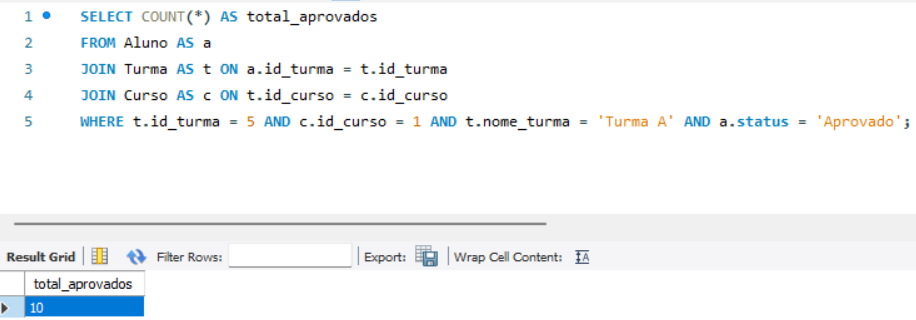 1 SELECT COUNT(*) AS total_aprovados
2 FROM Aluno AS a
3 JOIN Turma AS t ON a.id_turma = t.id_turma
4 JOIN Curso AS c ON t.id_curso = c.id_curso
5 WHERE t.id_turma = 5 AND c.id_curso = 1 AND t.nome_turma = 'Turma A' AND a.status = 'Aprovado';
Result Grid Filter Rows: Export: Wrap Cell Content: IA
total_aprovados
10